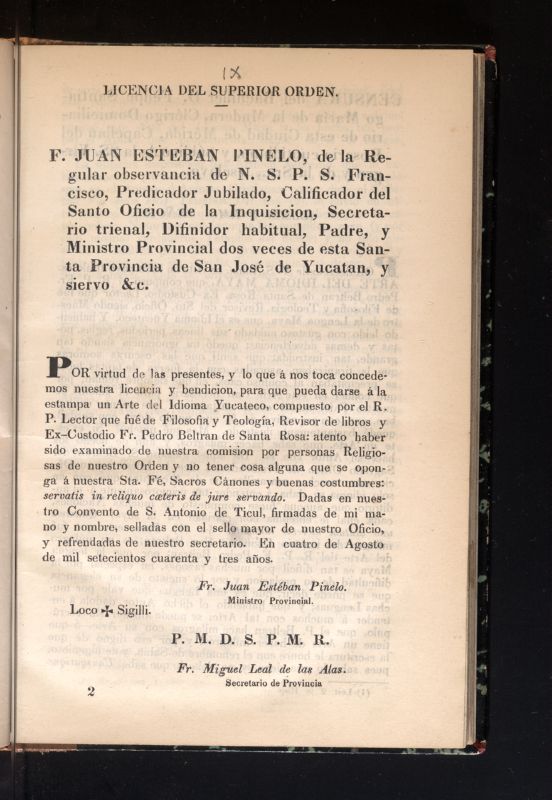 IX
LICENCIA DEL SUPERIOR ORDEN.
F. JUAN ESTEBAN PINELO, de la Re-
gular observancia de N. S. P. S. Fran-
cisco, Predicador Jubilado, Calificador del
Santo Oficio de la Inquisicion, Secreta-
rio trienal, Difinidor habitual, Padre, y
Ministro Provincial dos veces de esta San-
ta Provincia de San José de Yucatan, y
siervo &c.
POR virtud de las presentes, y lo que á nos toca concede-
mos nuestra licencia y bendicion, para que pueda darse á la
estampa un Arte del Idioma Yucateco, compuesto por el R.
P. Lector que fué de Filosofia y Teología, Revisor de libros y
Ex-Custodio Fr. Pedro Beltran de Santa Rosa: atento haber
sido examinado de nuestra comision por personas Religio-
sas de nuestro Orden y no tener cosa alguna que se opon-
ga á nuestra Sta. Fé, Sacros Cánones y buenas costumbres:
servatis in reliquo cæteris de jure servando. Dadas en nues-
tro Convento de S. Antonio de Ticul, firmadas de mi ma-
no y nombre, selladas con el sello mayor de nuestro Oficio,
y refrendadas de nuestro secretario. En cuatro de Agosto
de mil setecientos cuarenta y tres años.
Fr. Juan Estéban Pinelo.
Ministro Provincial.
Loco ✠ Sigilli.
P. M. D. S. P. M. R.
Fr. Miguel Leal de las Alas.
Secretario de Provincia
2